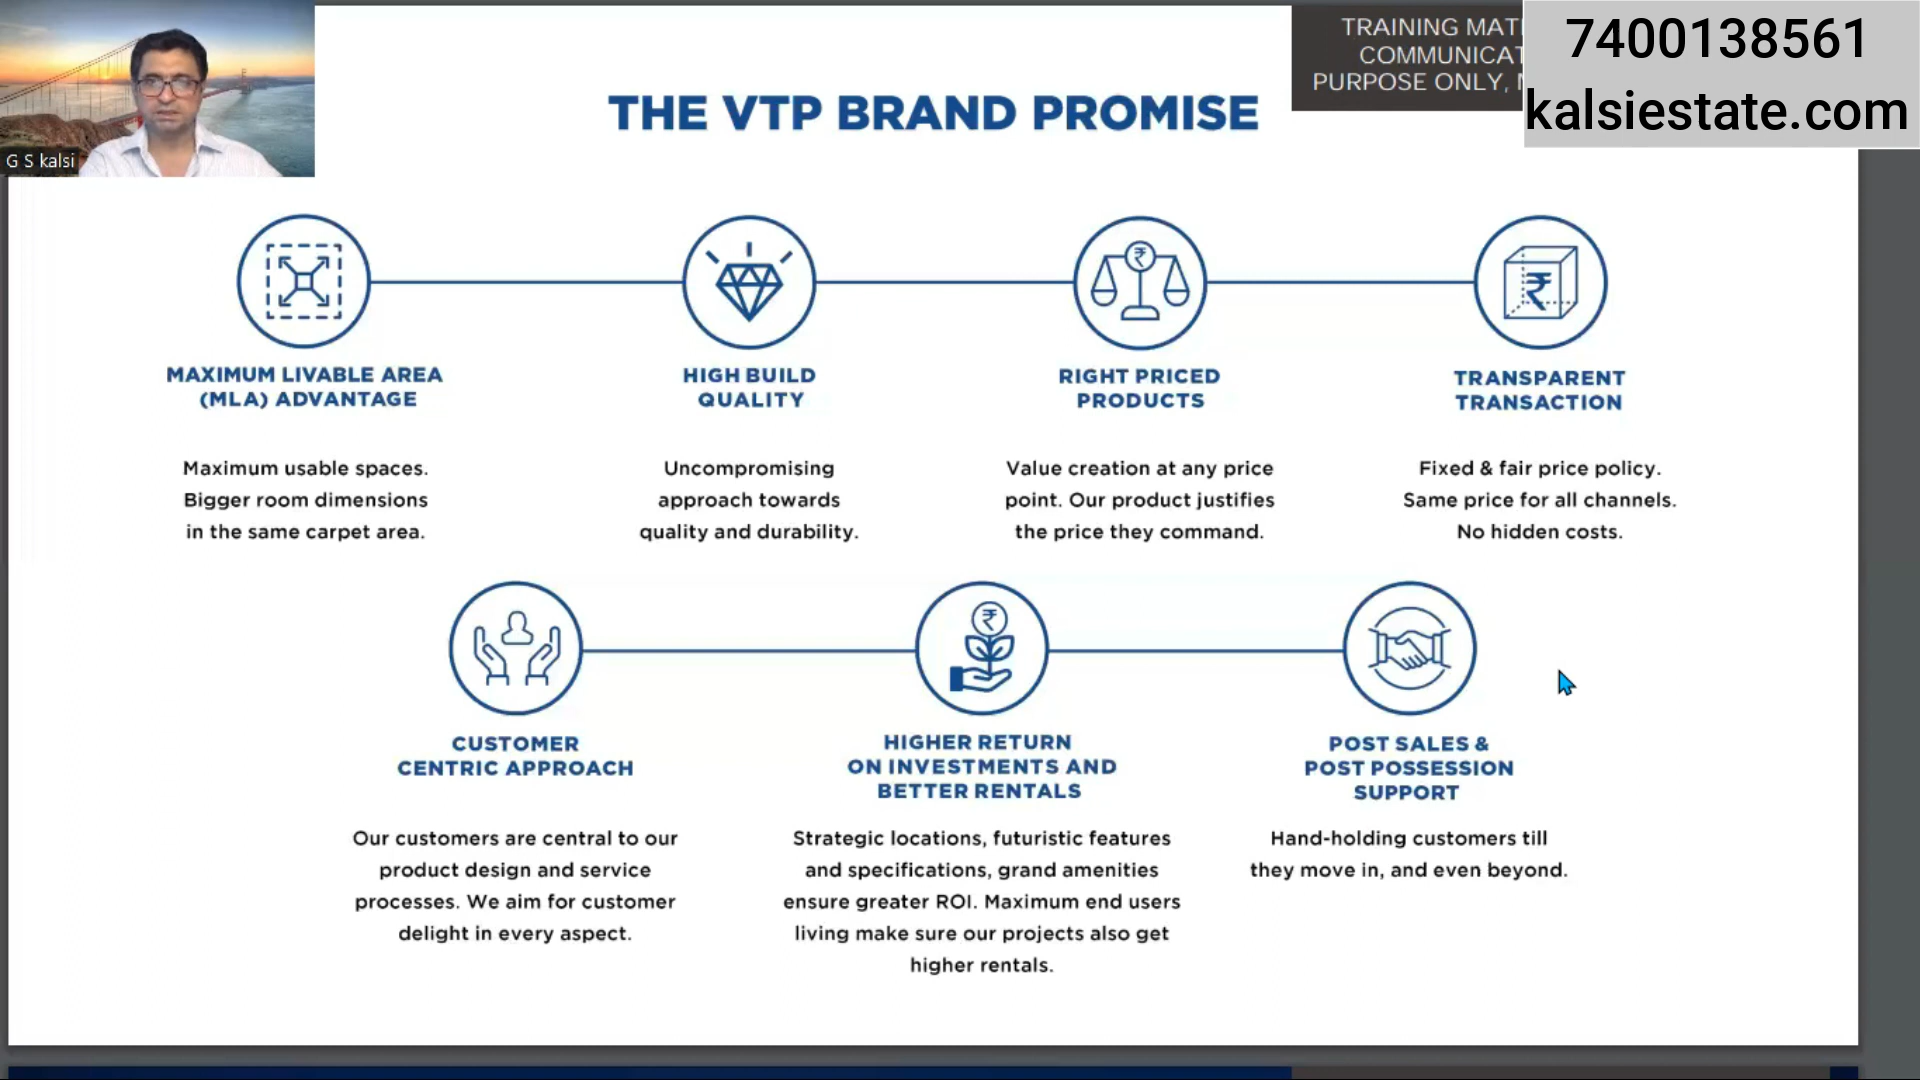 TRAINING
COMMUNICAT
PURPOSE ONLY,
7400138561
kalsiestate.com
G S kalsi
THE VTP BRAND PROMISE
MAXIMUM LIVABLE AREA
(MLA) ADVANTAGE
Maximum usable spaces.
Bigger room dimensions
in the same carpet area.
HIGH BUILD
QUALITY
Uncompromising
approach towards
quality and durability.
RIGHT PRICED
PRODUCTS
Value creation at any price
point. Our product justifies
the price they command.
TRANSPARENT
TRANSACTION
Fixed & fair price policy.
Same price for all channels.
No hidden costs.
CUSTOMER
CENTRIC APPROACH
Our customers are central to our
product design and service
processes. We aim for customer
delight in every aspect.
HIGHER RETURN
ON INVESTMENTS AND
BETTER RENTALS
Strategic locations, futuristic features
and specifications, grand amenities
ensure greater ROI. Maximum end users
living make sure our projects also get
higher rentals.
POST SALES &
POST POSSESSION
SUPPORT
Hand-holding customers till
they move in, and even beyond.